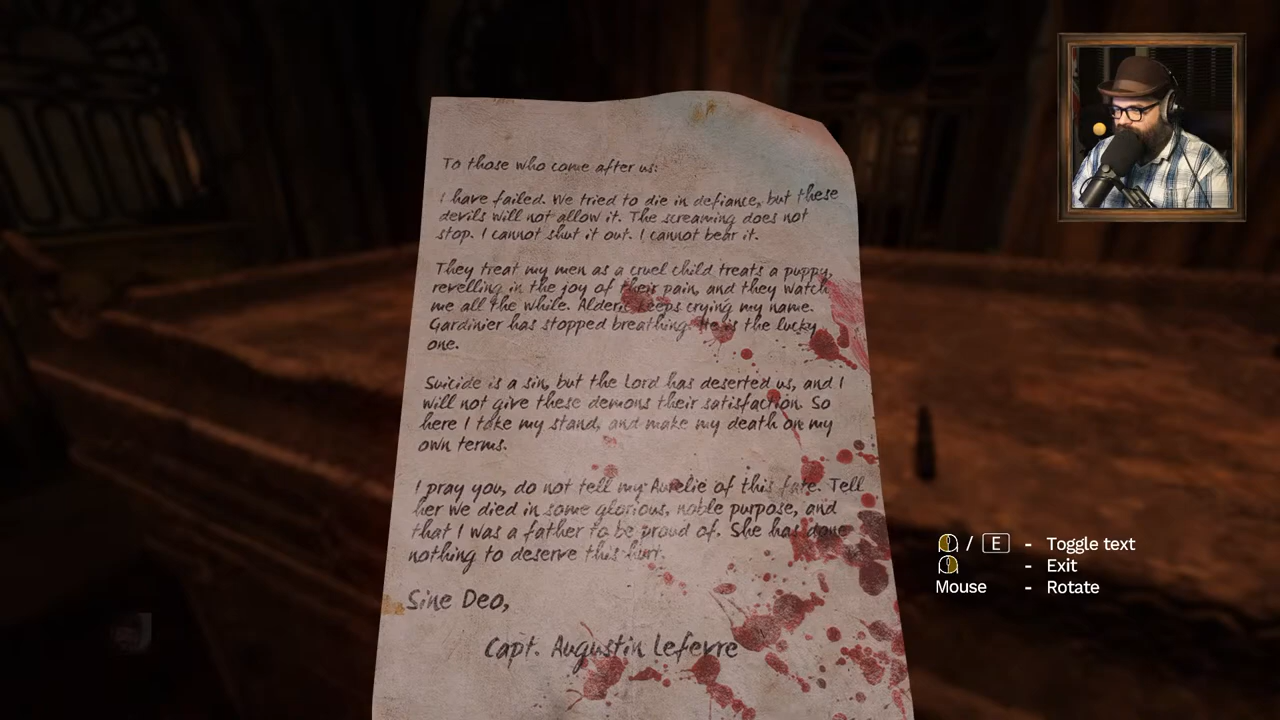 To those who come after us:
I have failed. We tried to die in defiance, but these
devils will not allow it. The screaming does not
stop. I cannot shut it out. I cannot bear it.
They treat my men as a cruel child treats a puppy,
revelling in the joy of their pain, and they watch
me all the while. Alderic keeps crying my name.
Gardinier has stopped breathing. He is the lucky
one.
Suicide is a sin, but the Lord has deserted us, and I
will not give these demons their satisfaction. So
here I take my stand, and make my death on my
own terms.
I pray you, do not tell my Aurelie of this fate. Tell
her we died in some glorious, noble purpose, and
that I was a father to be proud of. She has done
nothing to deserve this hurt.
Sine Deo,
Capt. Augustin Lefevre
/ E - Toggle text
- Exit
Mouse - Rotate